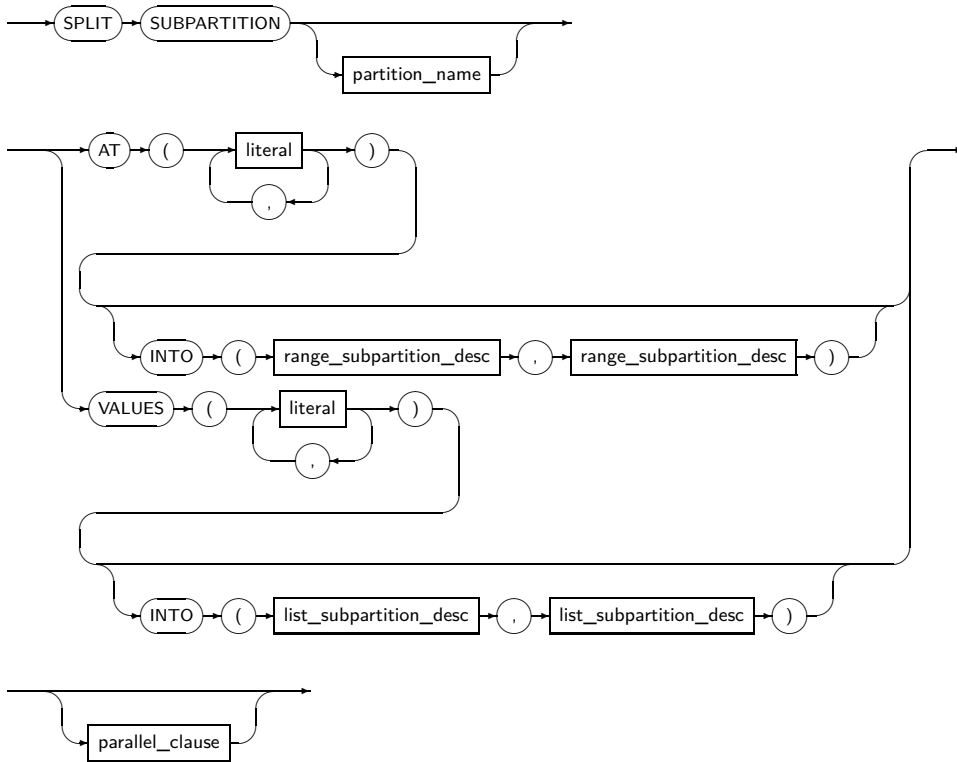 SPLIT SUBPARTITION
partition_name
AT ( literal )
,
INTO ( range_subpartition_desc , range_subpartition_desc )
VALUES ( literal )
,
INTO ( list_subpartition_desc , list_subpartition_desc )
parallel_clause